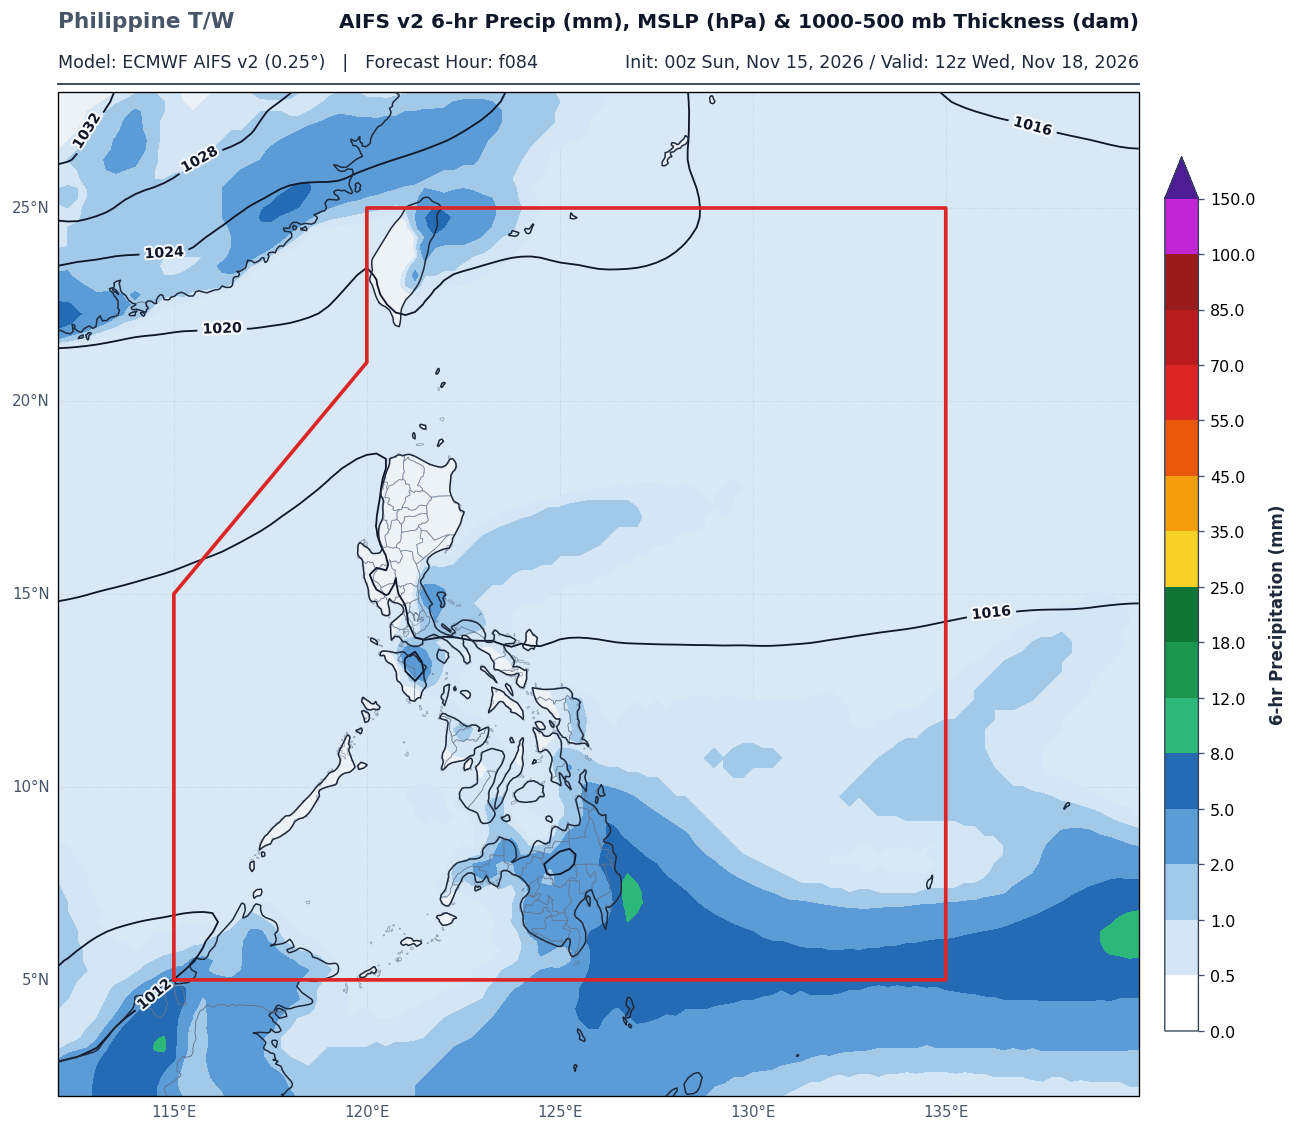 Philippine T/W
AIFS v2 6-hr Precip (mm), MSLP (hPa) & 1000-500 mb Thickness (dam)
Model: ECMWF AIFS v2 (0.25°) | Forecast Hour: f084
Init: 00z Sun, Nov 15, 2026 / Valid: 12z Wed, Nov 18, 2026
1032
1028
1024
1020
1016
1016
1012
25°N
20°N
15°N
10°N
5°N
115°E
120°E
125°E
130°E
135°E
150.0
100.0
85.0
70.0
55.0
45.0
35.0
25.0
18.0
12.0
8.0
5.0
2.0
1.0
0.5
0.0
6-hr Precipitation (mm)